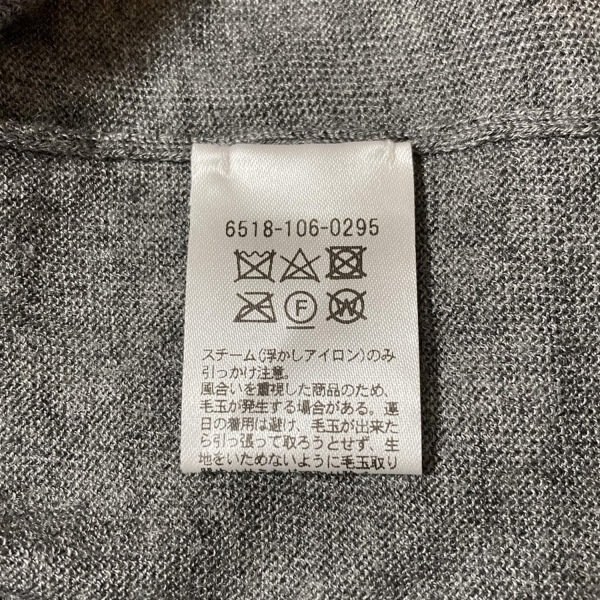 6518-106-0295
F W
スチーム(浮かしアイロン)のみ
引っかけ注意。
風合いを重視した商品のため、
毛玉が発生する場合がある。連
日の着用は避け、毛玉が出来た
ら引っ張って取ろうとせず、生
地をいためないように毛玉取り